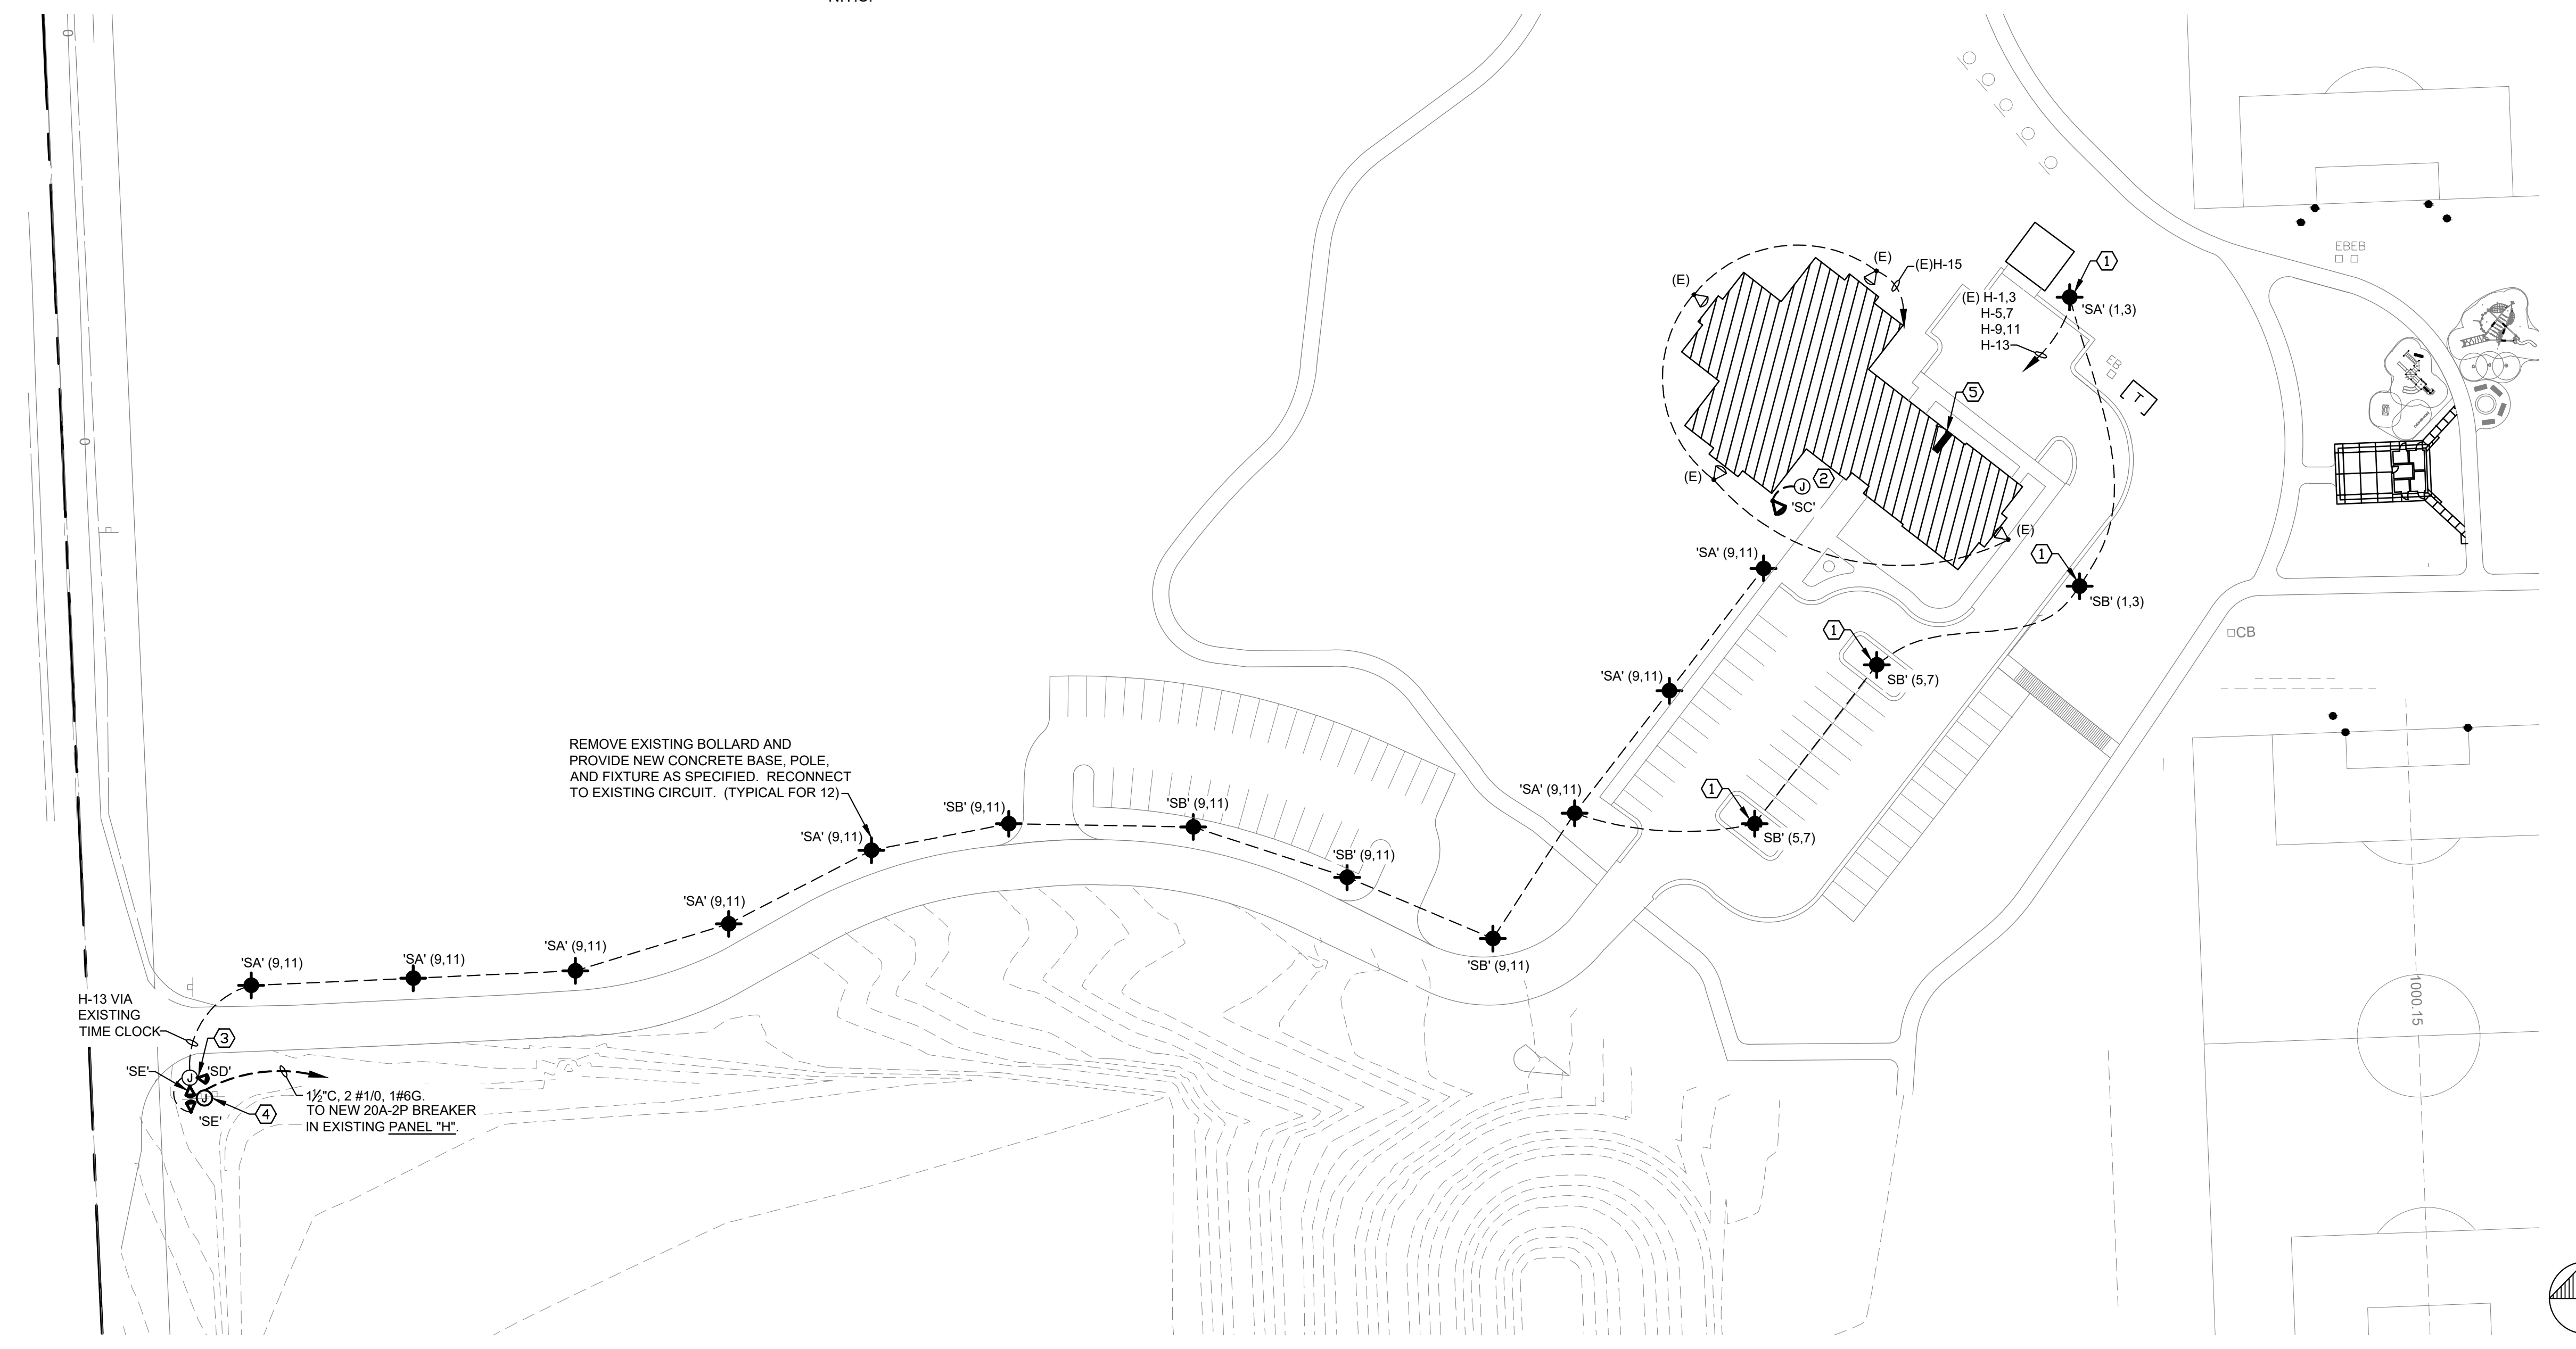 EBEB
(E)
(E)
(E)H-15
1
(E) H-1,3
H-5,7
H-9,11
H-13
'SA' (1,3)
EB
T
5
(E)
J
2
'SC'
(E)
'SA' (9,11)
1
'SB' (1,3)
1
□CB
'SA' (9,11)
SB' (5,7)
REMOVE EXISTING BOLLARD AND
PROVIDE NEW CONCRETE BASE, POLE,
AND FIXTURE AS SPECIFIED. RECONNECT
TO EXISTING CIRCUIT. (TYPICAL FOR 12)
'SA' (9,11)
1
'SB' (9,11)
'SB' (9,11)
'SA' (9,11)
SB' (5,7)
'SB' (9,11)
'SA' (9,11)
'SA' (9,11)
'SA' (9,11)
'SA' (9,11)
'SB' (9,11)
H-13 VIA
EXISTING
TIME CLOCK
1000.15
3
'SE'
J
'SD'
J
4
'SE'
1½"C, 2 #1/0, 1#6G.
TO NEW 20A-2P BREAKER
IN EXISTING PANEL "H".